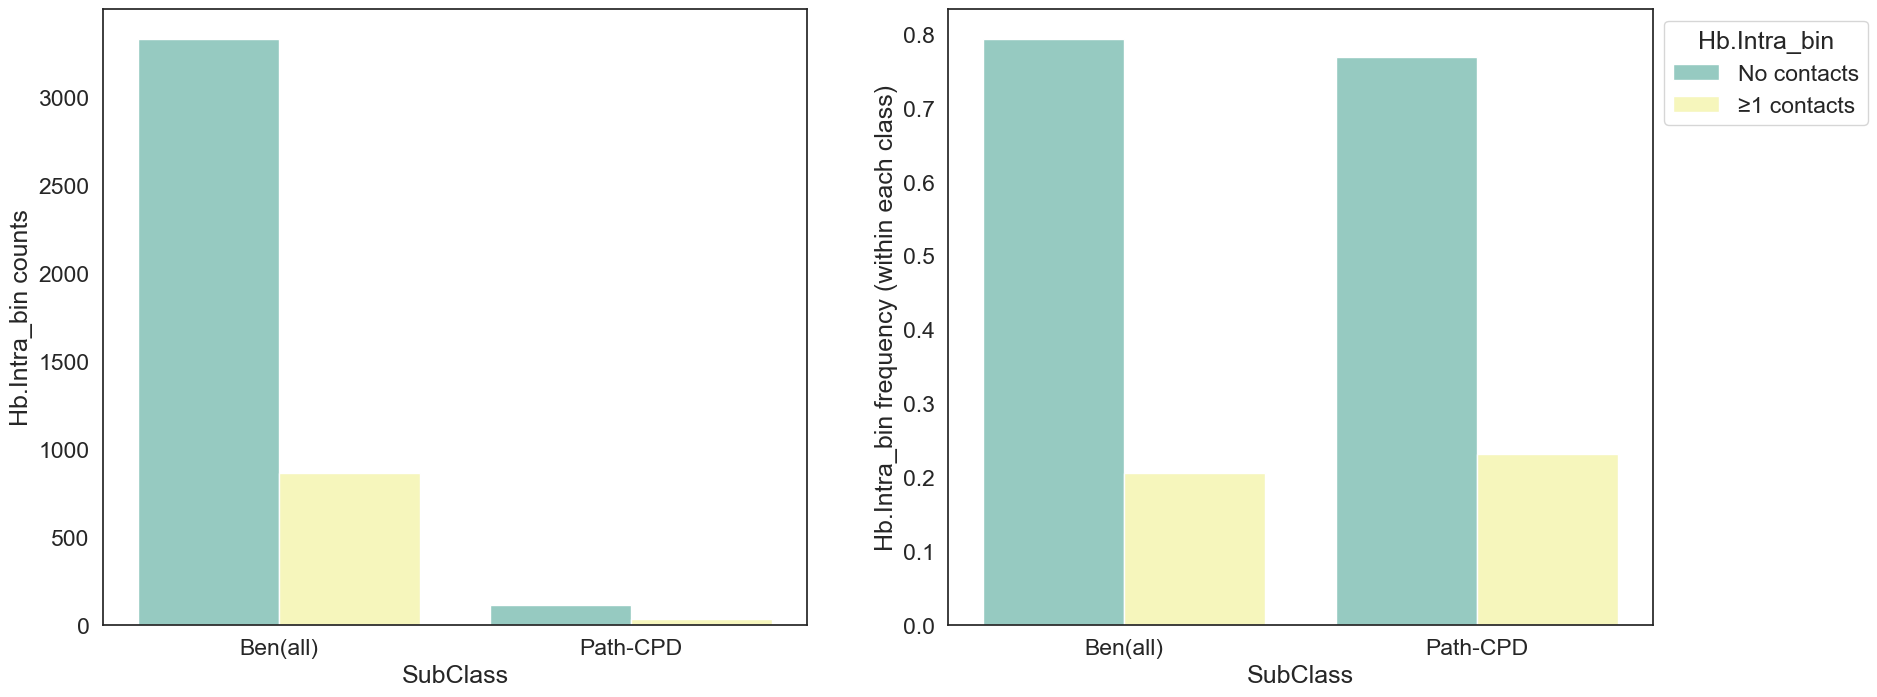 Hb.Intra_bin counts
3000
2500
2000
1500
1000
500
0
Ben(all)
Path-CPD
SubClass
Hb.Intra_bin frequency (within each class)
0.8
0.7
0.6
0.5
0.4
0.3
0.2
0.1
0.0
Ben(all)
Path-CPD
SubClass
Hb.Intra_bin
No contacts
≥1 contacts